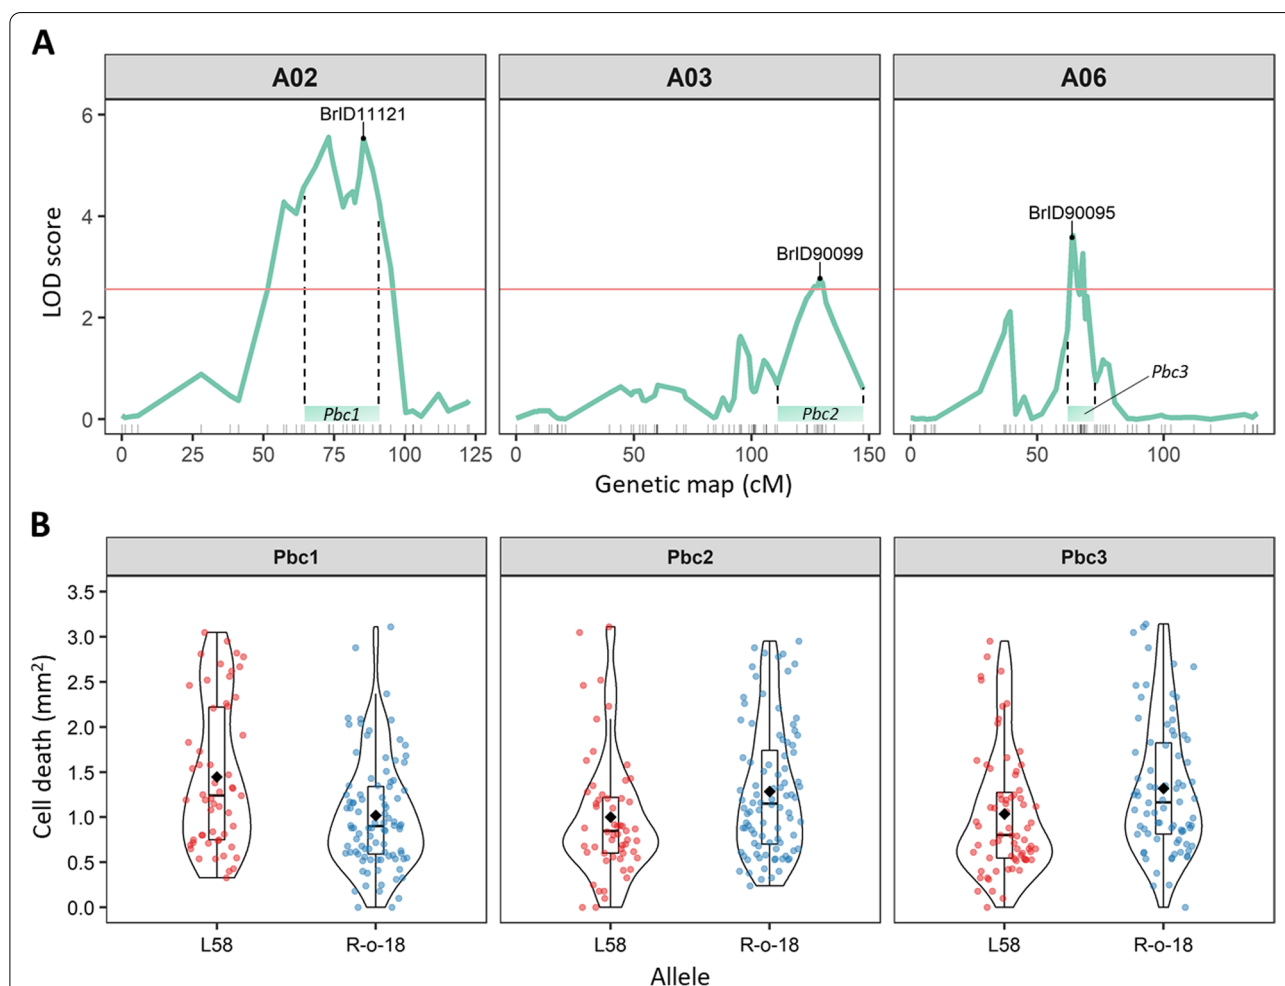 A
A02
A03
A06
LOD score
6
4
2
0
BrID11121
BrID90099
BrID90095
Pbc1
Pbc2
Pbc3
0 25 50 75 100 125
0 50 100 150
0 50 100
Genetic map (cM)
B
Pbc1
Pbc2
Pbc3
Cell death (mm²)
3.5
3.0
2.5
2.0
1.5
1.0
0.5
0.0
L58 R-o-18
L58 R-o-18
L58 R-o-18
Allele